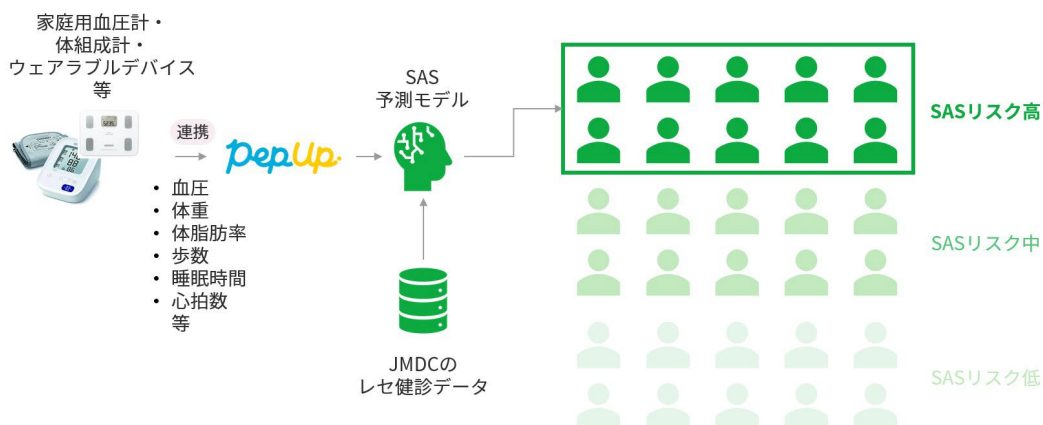 家庭用血圧計・
体組成計・
ウェアラブルデバイス
等
連携
PepUp
• 血圧
• 体重
• 体脂肪率
• 歩数
• 睡眠時間
• 心拍数
等
SAS
予測モデル
JMDCの
レセ健診データ
SASリスク高
SASリスク中
SASリスク低